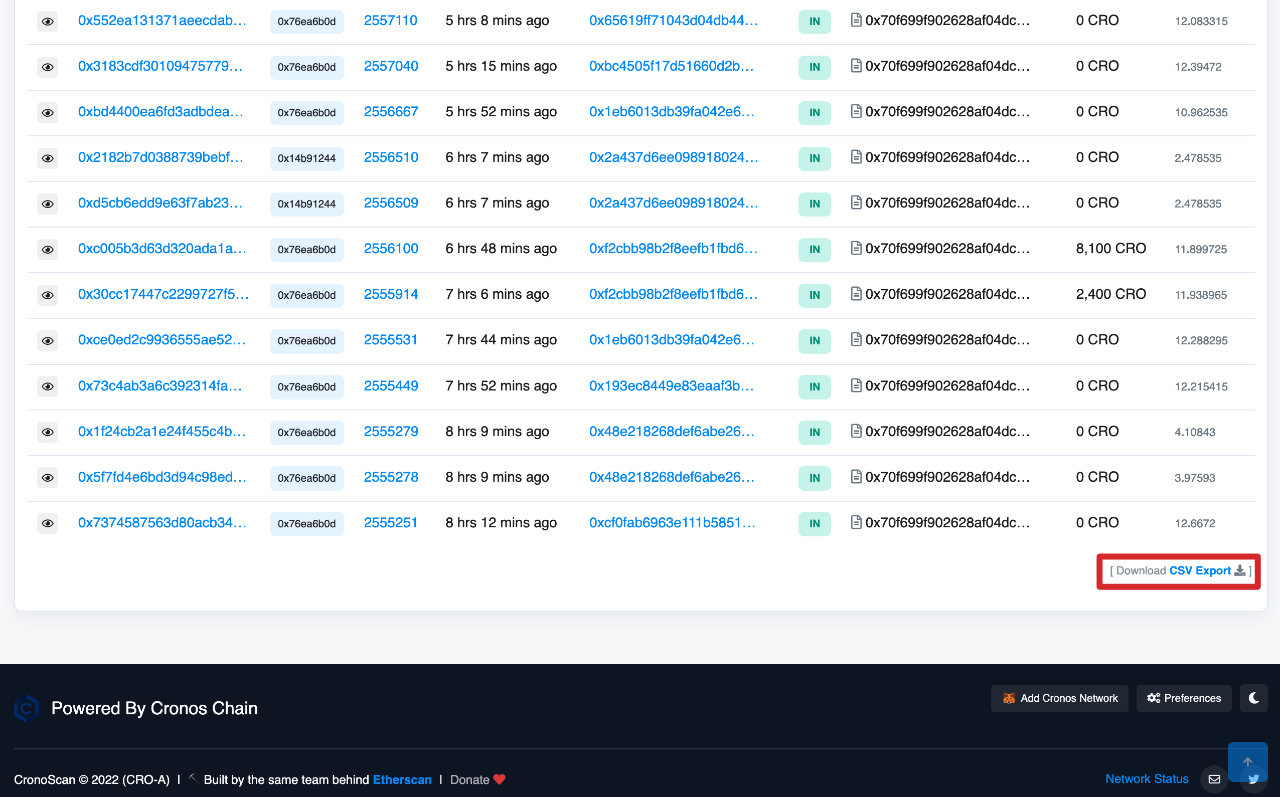 0x552ea131371aeecdab... 0x76ea6b0d 2557110 5 hrs 8 mins ago 0x65619ff71043d04db44... IN 0x70f699f902628af04dc... 0 CRO 12.083315
0x3183cdf30109475779... 0x76ea6b0d 2557040 5 hrs 15 mins ago 0xbc4505f17d51660d2b... IN 0x70f699f902628af04dc... 0 CRO 12.39472
0xbd4400ea6fd3adbdea... 0x76ea6b0d 2556667 5 hrs 52 mins ago 0x1eb6013db39fa042e6... IN 0x70f699f902628af04dc... 0 CRO 10.962535
0x2182b7d0388739bebf... 0x14b91244 2556510 6 hrs 7 mins ago 0x2a437d6ee098918024... IN 0x70f699f902628af04dc... 0 CRO 2.478535
0xd5cb6edd9e63f7ab23... 0x14b91244 2556509 6 hrs 7 mins ago 0x2a437d6ee098918024... IN 0x70f699f902628af04dc... 0 CRO 2.478535
0xc005b3d63d320ada1a... 0x76ea6b0d 2556100 6 hrs 48 mins ago 0xf2cbb98b2f8eefb1fbd6... IN 0x70f699f902628af04dc... 8,100 CRO 11.899725
0x30cc17447c2299727f5... 0x76ea6b0d 2555914 7 hrs 6 mins ago 0xf2cbb98b2f8eefb1fbd6... IN 0x70f699f902628af04dc... 2,400 CRO 11.938965
0xce0ed2c9936555ae52... 0x76ea6b0d 2555531 7 hrs 44 mins ago 0x1eb6013db39fa042e6... IN 0x70f699f902628af04dc... 0 CRO 12.288295
0x73c4ab3a6c392314fa... 0x76ea6b0d 2555449 7 hrs 52 mins ago 0x193ec8449e83eaaf3b... IN 0x70f699f902628af04dc... 0 CRO 12.215415
0x1f24cb2a1e24f455c4b... 0x76ea6b0d 2555279 8 hrs 9 mins ago 0x48e218268def6abe26... IN 0x70f699f902628af04dc... 0 CRO 4.10843
0x5f7fd4e6bd3d94c98ed... 0x76ea6b0d 2555278 8 hrs 9 mins ago 0x48e218268def6abe26... IN 0x70f699f902628af04dc... 0 CRO 3.97593
0x7374587563d80acb34... 0x76ea6b0d 2555251 8 hrs 12 mins ago 0xcf0fab6963e111b5851... IN 0x70f699f902628af04dc... 0 CRO 12.6672
[ Download CSV Export ]
Powered By Cronos Chain
Add Cronos Network Preferences
CronoScan © 2022 (CRO-A) | Built by the same team behind Etherscan | Donate
Network Status